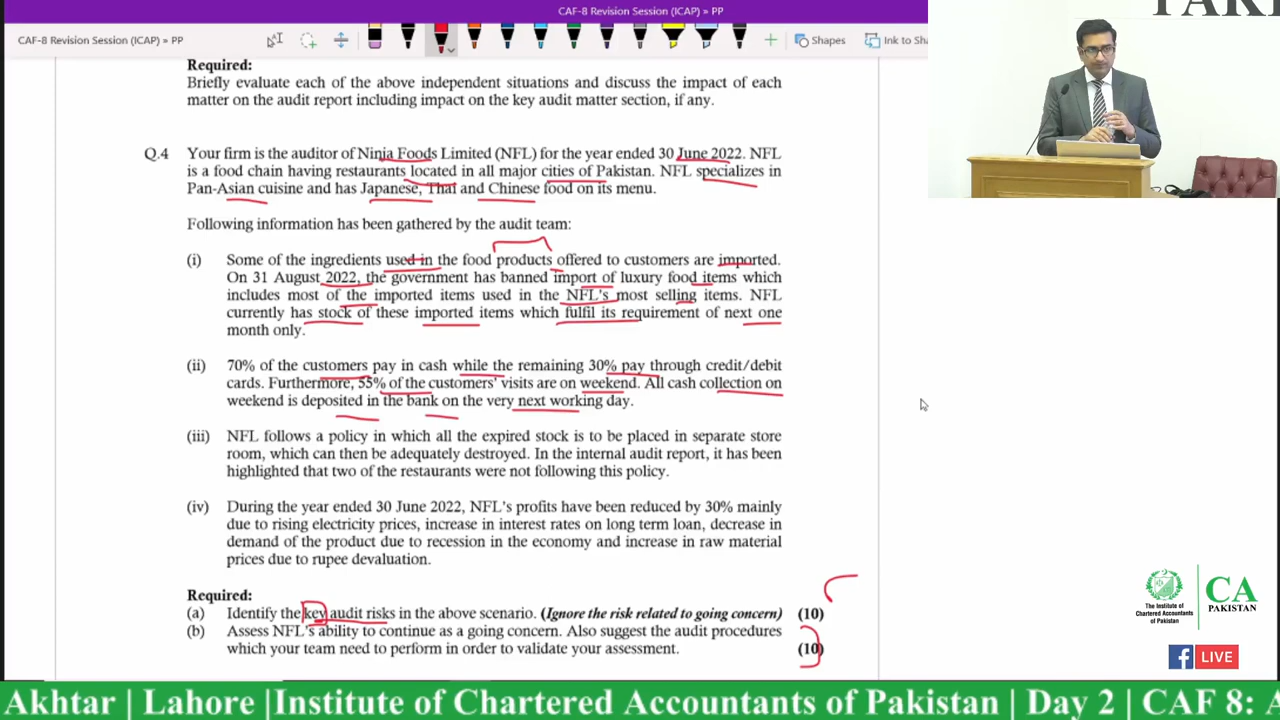 CAF-8 Revision Session (ICAP) » PP
CAF-8 Revision Session (ICAP) » PP
Shapes
Ink to Sha
Required:
Briefly evaluate each of the above independent situations and discuss the impact of each
matter on the audit report including impact on the key audit matter section, if any.
Q.4 Your firm is the auditor of Ninja Foods Limited (NFL) for the year ended 30 June 2022. NFL
is a food chain having restaurants located in all major cities of Pakistan. NFL specializes in
Pan-Asian cuisine and has Japanese, Thai and Chinese food on its menu.
Following information has been gathered by the audit team:
(i) Some of the ingredients used in the food products offered to customers are imported.
On 31 August 2022, the government has banned import of luxury food items which
includes most of the imported items used in the NFL's most selling items. NFL
currently has stock of these imported items which fulfil its requirement of next one
month only.
(ii) 70% of the customers pay in cash while the remaining 30% pay through credit/debit
cards. Furthermore, 55% of the customers' visits are on weekend. All cash collection on
weekend is deposited in the bank on the very next working day.
(iii) NFL follows a policy in which all the expired stock is to be placed in separate store
room, which can then be adequately destroyed. In the internal audit report, it has been
highlighted that two of the restaurants were not following this policy.
(iv) During the year ended 30 June 2022, NFL's profits have been reduced by 30% mainly
due to rising electricity prices, increase in interest rates on long term loan, decrease in
demand of the product due to recession in the economy and increase in raw material
prices due to rupee devaluation.
Required:
(a) Identify the key audit risks in the above scenario. (Ignore the risk related to going concern) (10)
(b) Assess NFL's ability to continue as a going concern. Also suggest the audit procedures
which your team need to perform in order to validate your assessment. (10)
The Institute of
Chartered Accountants
of Pakistan
CA
PAKISTAN
LIVE
Akhtar | Lahore |Institute of Chartered Accountants of Pakistan | Day 2 | CAF 8: A